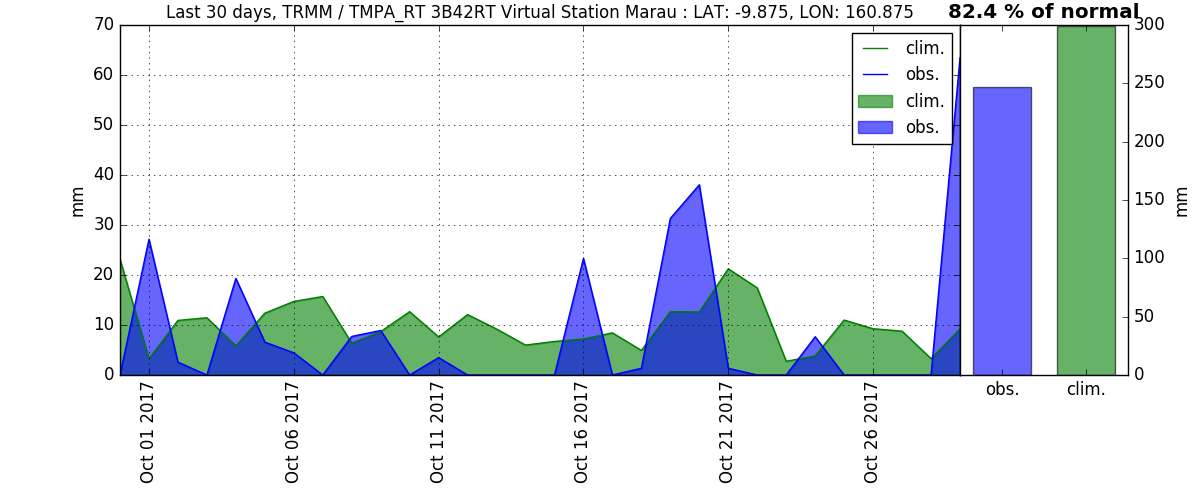 Last 30 days, TRMM / TMPA_RT 3B42RT Virtual Station Marau : LAT: -9.875, LON: 160.875
82.4 % of normal
70
60
50
40
30
20
10
0
mm
clim.
obs.
clim.
obs.
Oct 01 2017
Oct 06 2017
Oct 11 2017
Oct 16 2017
Oct 21 2017
Oct 26 2017
300
250
200
150
100
50
0
mm
obs.
clim.